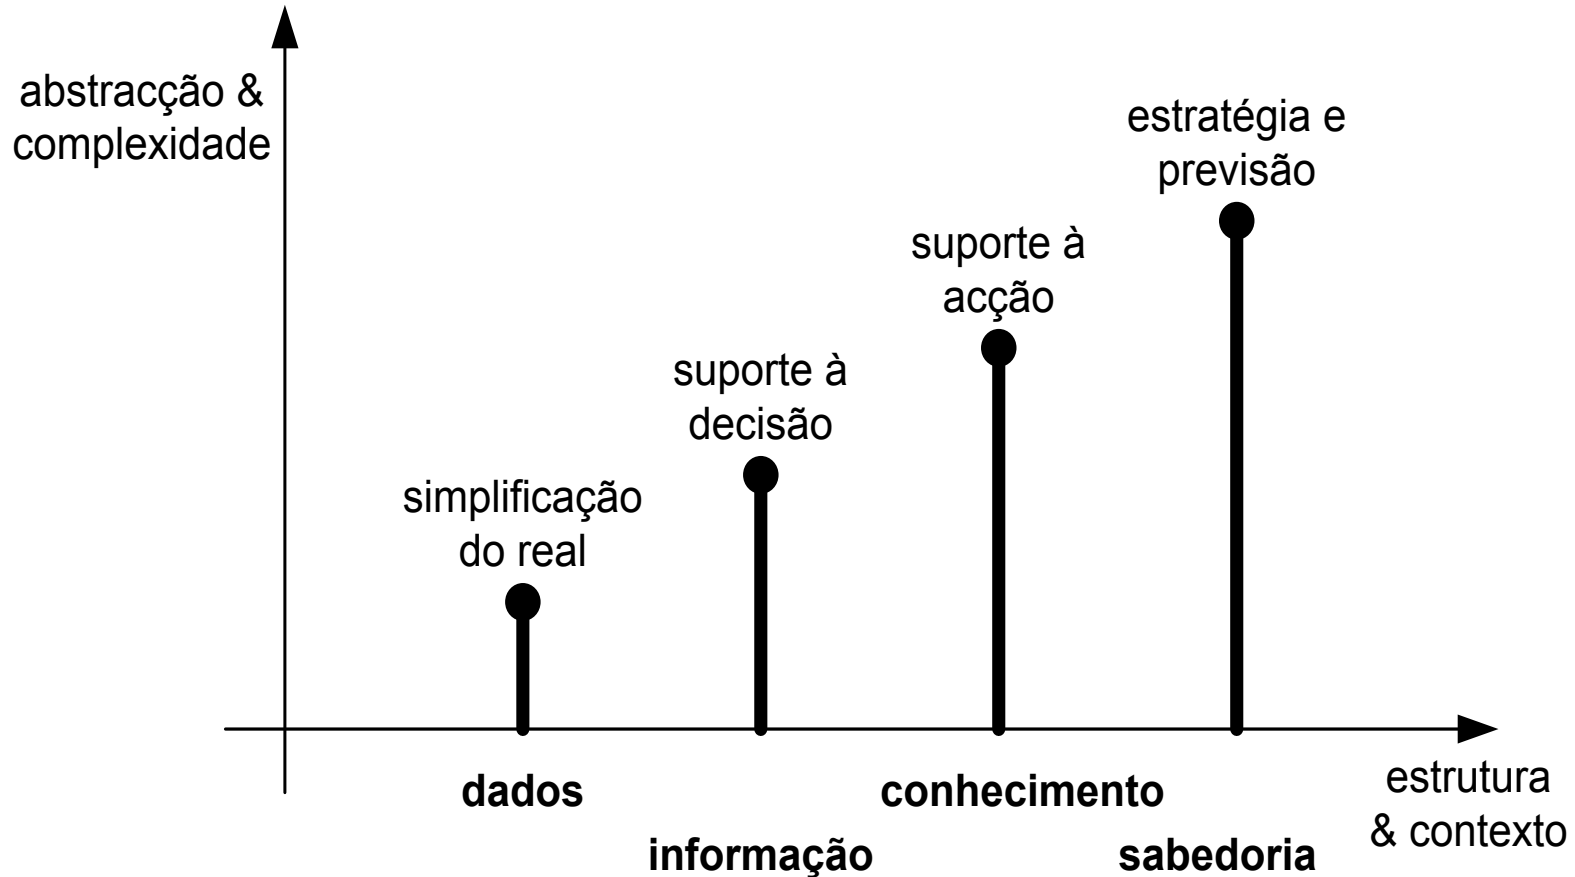 abstracção &
complexidade
estratégia e
previsão
suporte à
acção
suporte à
decisão
simplificação
do real
dados
informação
conhecimento
sabedoria
estrutura
& contexto